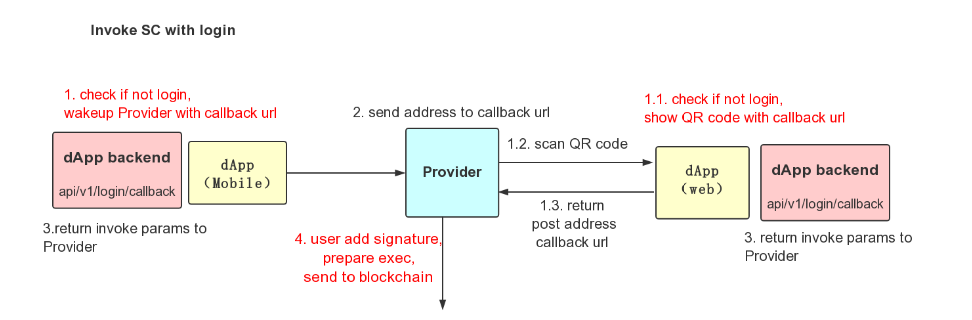 Invoke SC with login
1. check if not login,
wakeup Provider with callback url
dApp backend
api/v1/login/callback
dApp
(Mobile)
3.return invoke params to
Provider
2. send address to callback url
Provider
4. user add signature,
prepare exec,
send to blockchain
1.1. check if not login,
show QR code with callback url
1.2. scan QR code
1.3. return
post address
callback url
dApp
(web)
dApp backend
api/v1/login/callback
3. return invoke params to
Provider